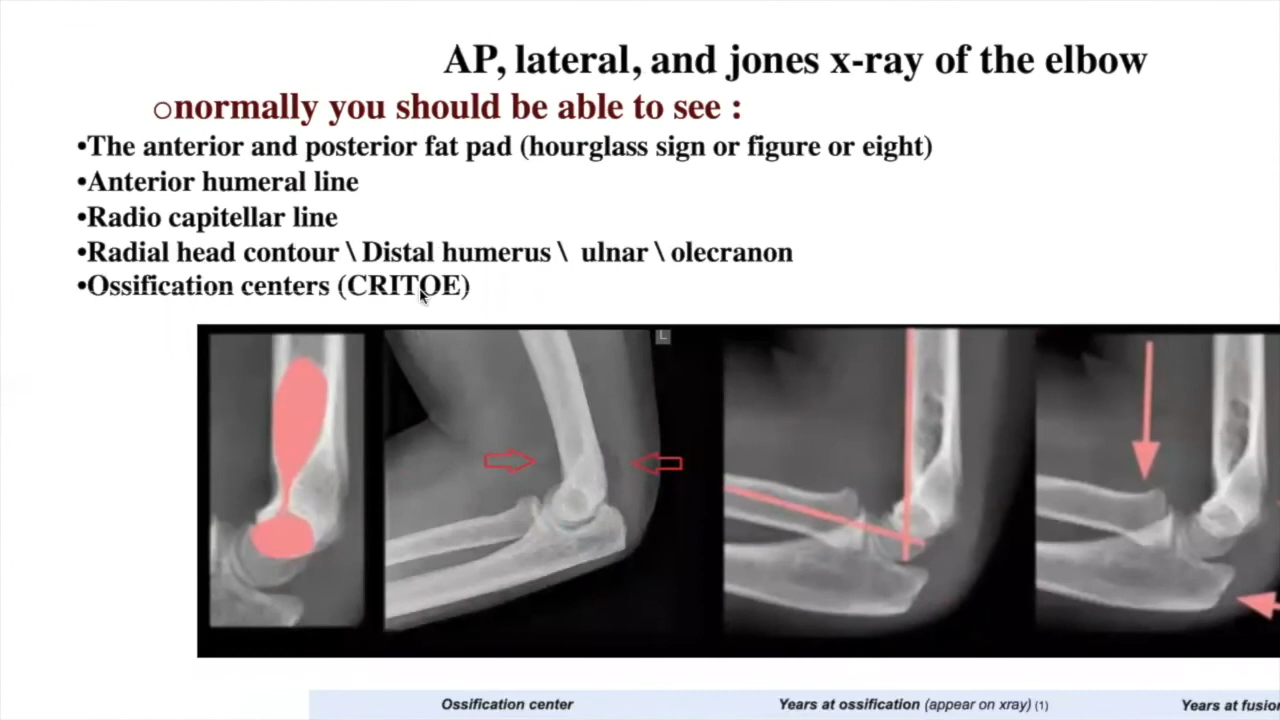 AP, lateral, and jones x-ray of the elbow
○normally you should be able to see :
•The anterior and posterior fat pad (hourglass sign or figure or eight)
•Anterior humeral line
•Radio capitellar line
•Radial head contour \ Distal humerus \ ulnar \ olecranon
•Ossification centers (CRITOE)
L
Ossification center Years at ossification (appear on xray) (1) Years at fusio